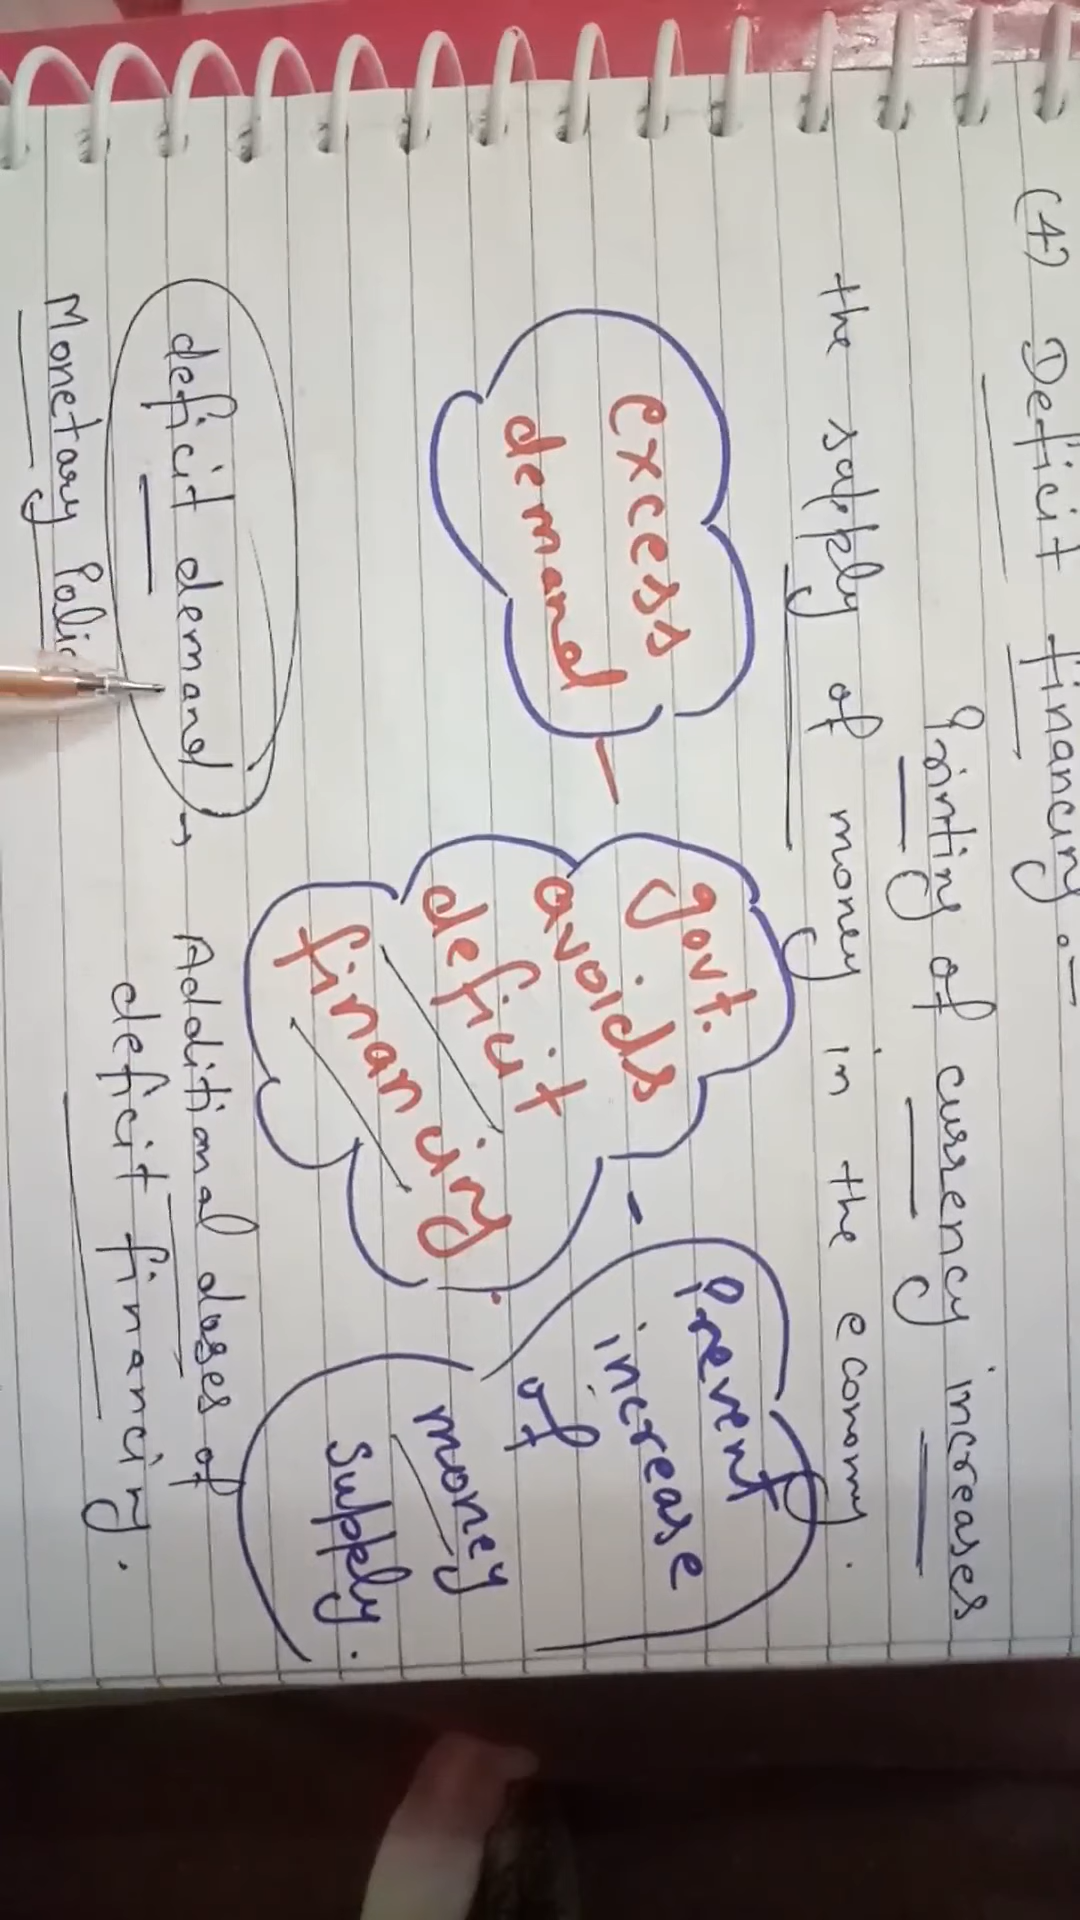 (4) Deficit financing :-
Printing of currency increases
the supply of money in the economy.
excess
demand
govt.
avoids
deficit
financing
Prevent
increase
of
money
supply.
deficit demand → Additional doses of
deficit financing.
Monetary Polic